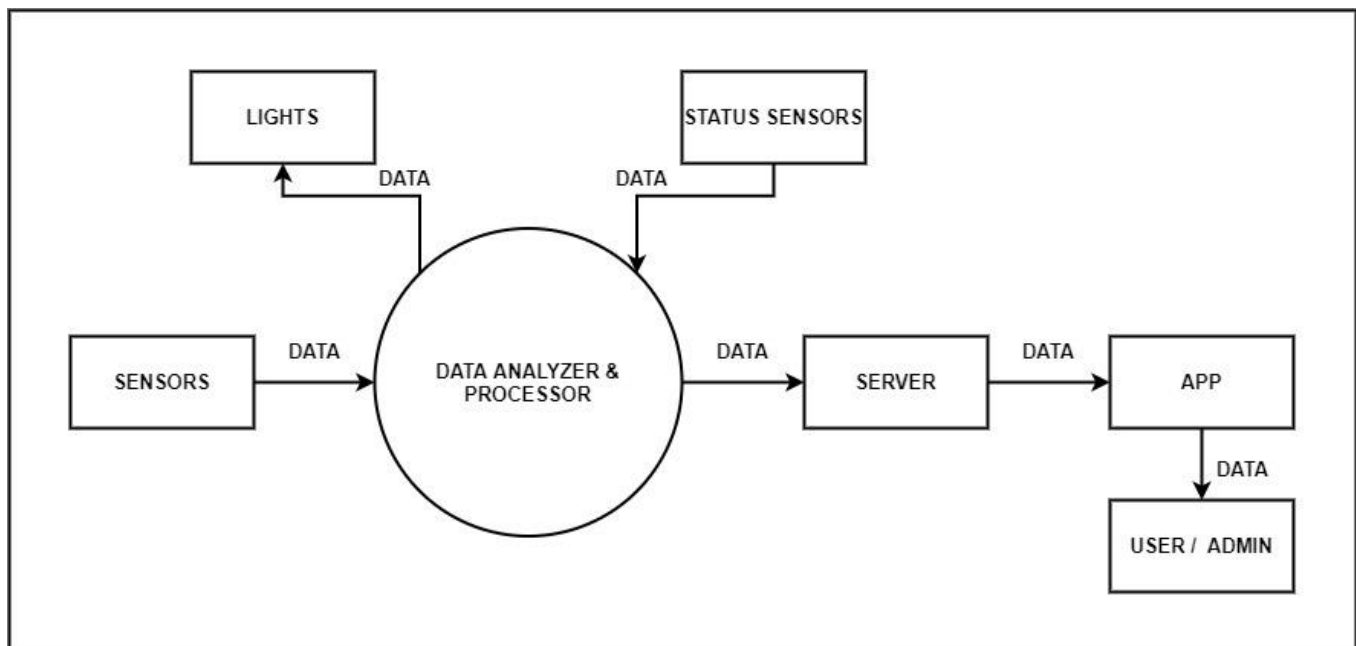 LIGHTS
STATUS SENSORS
DATA
DATA
SENSORS
DATA
DATA ANALYZER &
PROCESSOR
DATA
SERVER
DATA
APP
DATA
USER / ADMIN